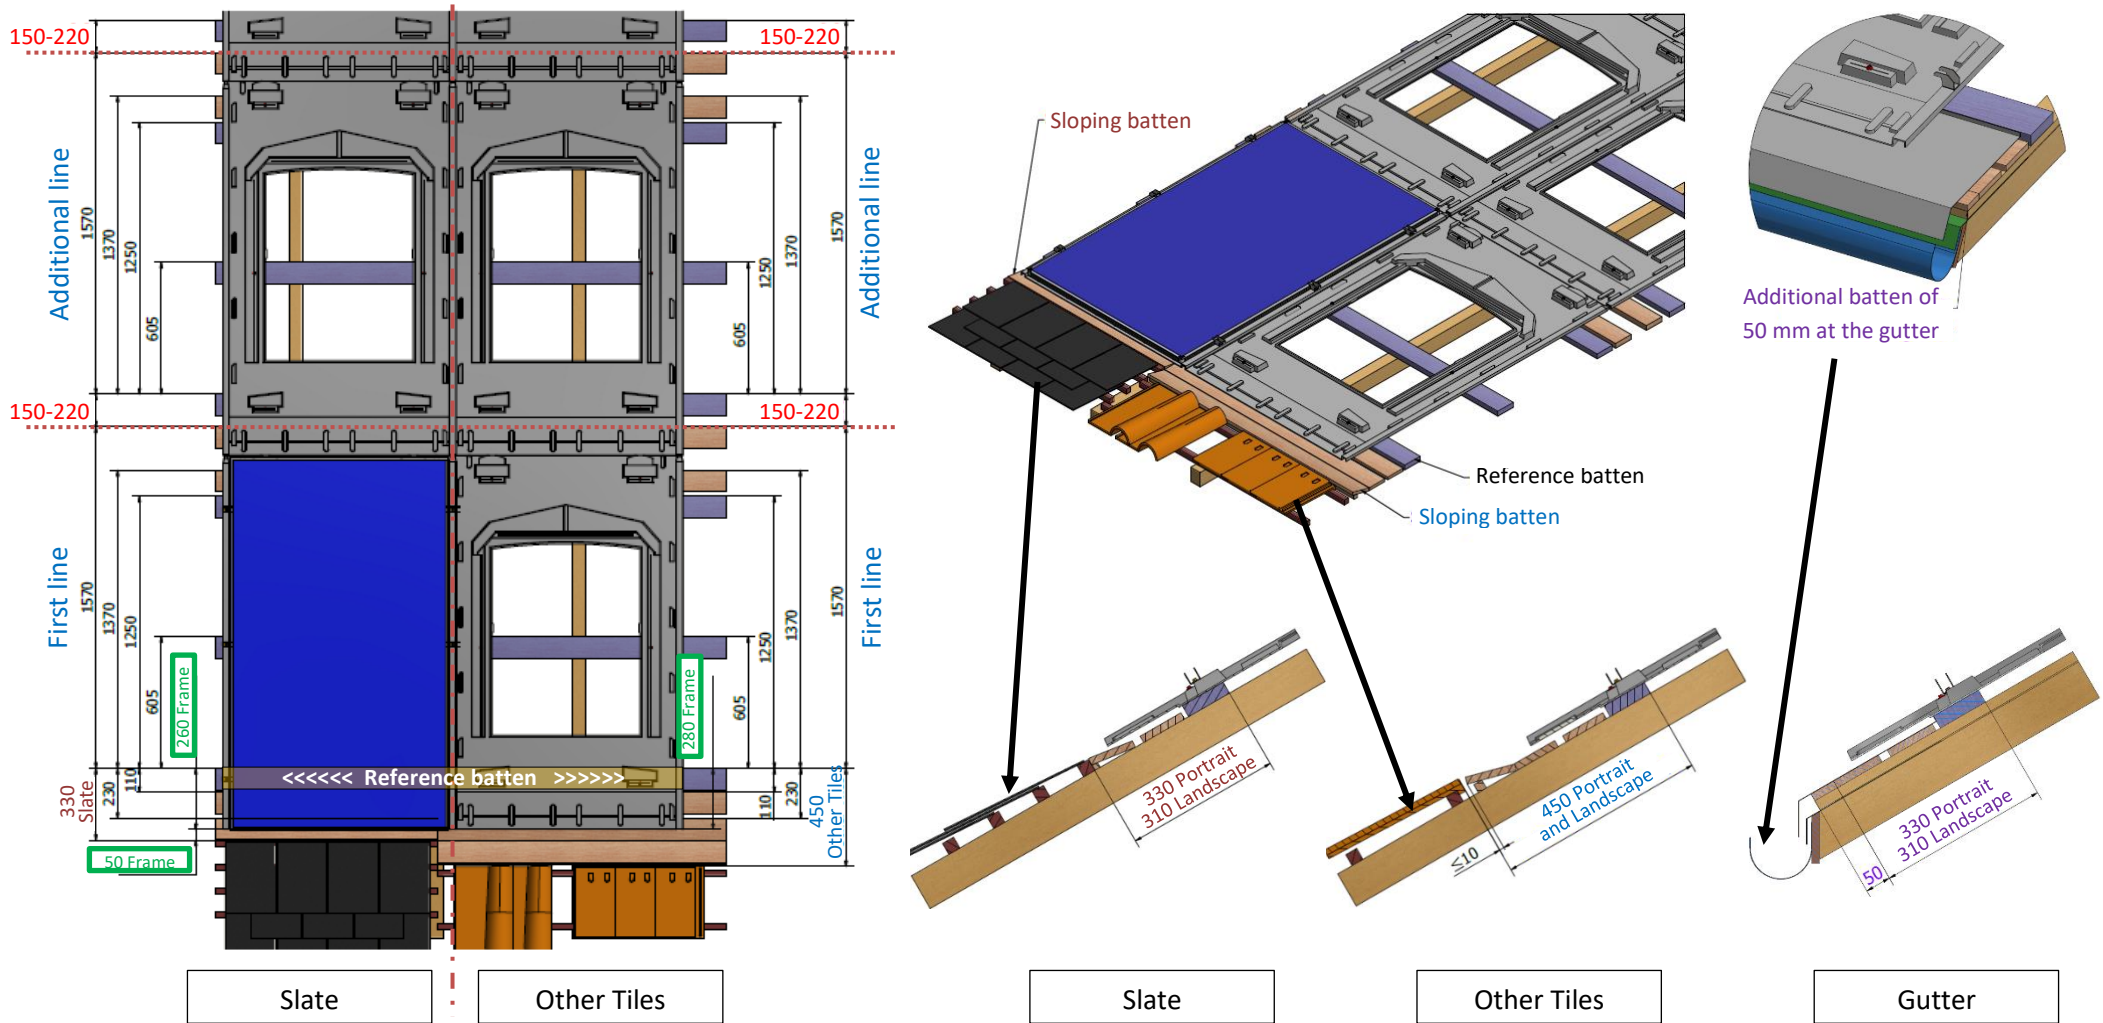 150-220
150-220
Additional line
1570
1370
1250
605
605
1250
1370
1570
Additional line
150-220
150-220
First line
1570
1370
1250
605
260 Frame
280 Frame
605
1250
1370
1570
First line
<<<<<< Reference batten >>>>>>
330
Slate
230
110
110
230
450
Other Tiles
50 Frame
Slate
Other Tiles
Sloping batten
Reference batten
Sloping batten
Additional batten of
50 mm at the gutter
330 Portrait
310 Landscape
≤10
450 Portrait
and Landscape
50
330 Portrait
310 Landscape
Slate
Other Tiles
Gutter